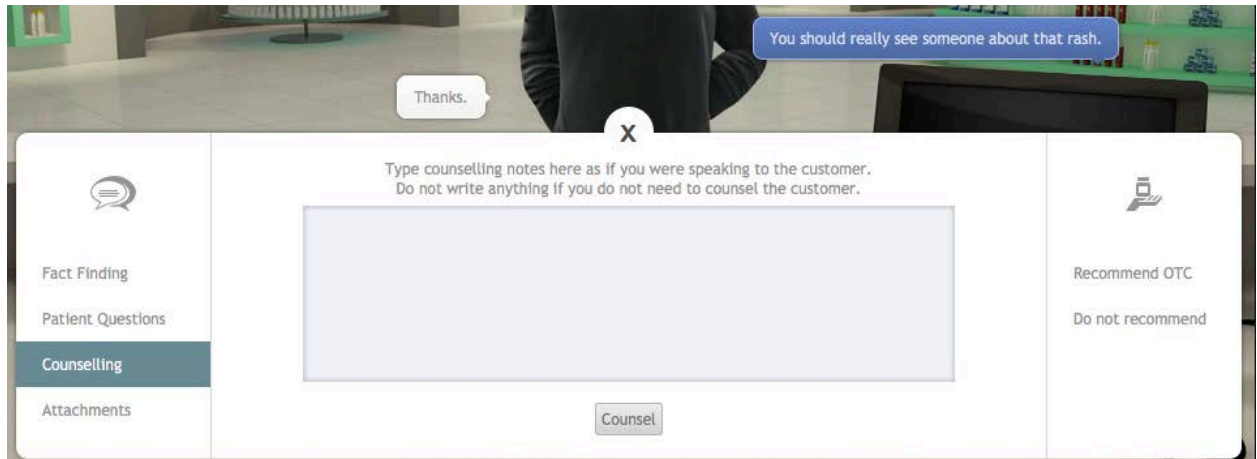 You should really see someone about that rash.
Thanks.
X
Type counselling notes here as if you were speaking to the customer.
Do not write anything if you do not need to counsel the customer.
Fact Finding
Patient Questions
Counselling
Attachments
Counsel
Recommend OTC
Do not recommend